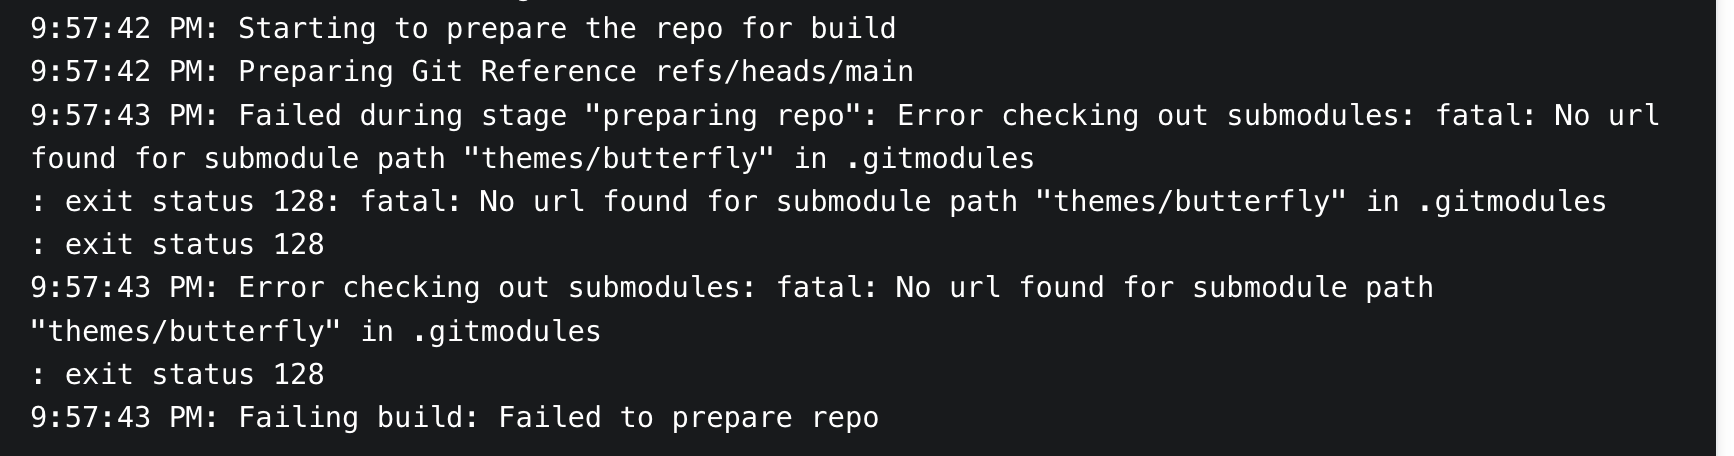 9:57:42 PM: Starting to prepare the repo for build
9:57:42 PM: Preparing Git Reference refs/heads/main
9:57:43 PM: Failed during stage "preparing repo": Error checking out submodules: fatal: No url
found for submodule path "themes/butterfly" in .gitmodules
: exit status 128: fatal: No url found for submodule path "themes/butterfly" in .gitmodules
: exit status 128
9:57:43 PM: Error checking out submodules: fatal: No url found for submodule path
"themes/butterfly" in .gitmodules
: exit status 128
9:57:43 PM: Failing build: Failed to prepare repo